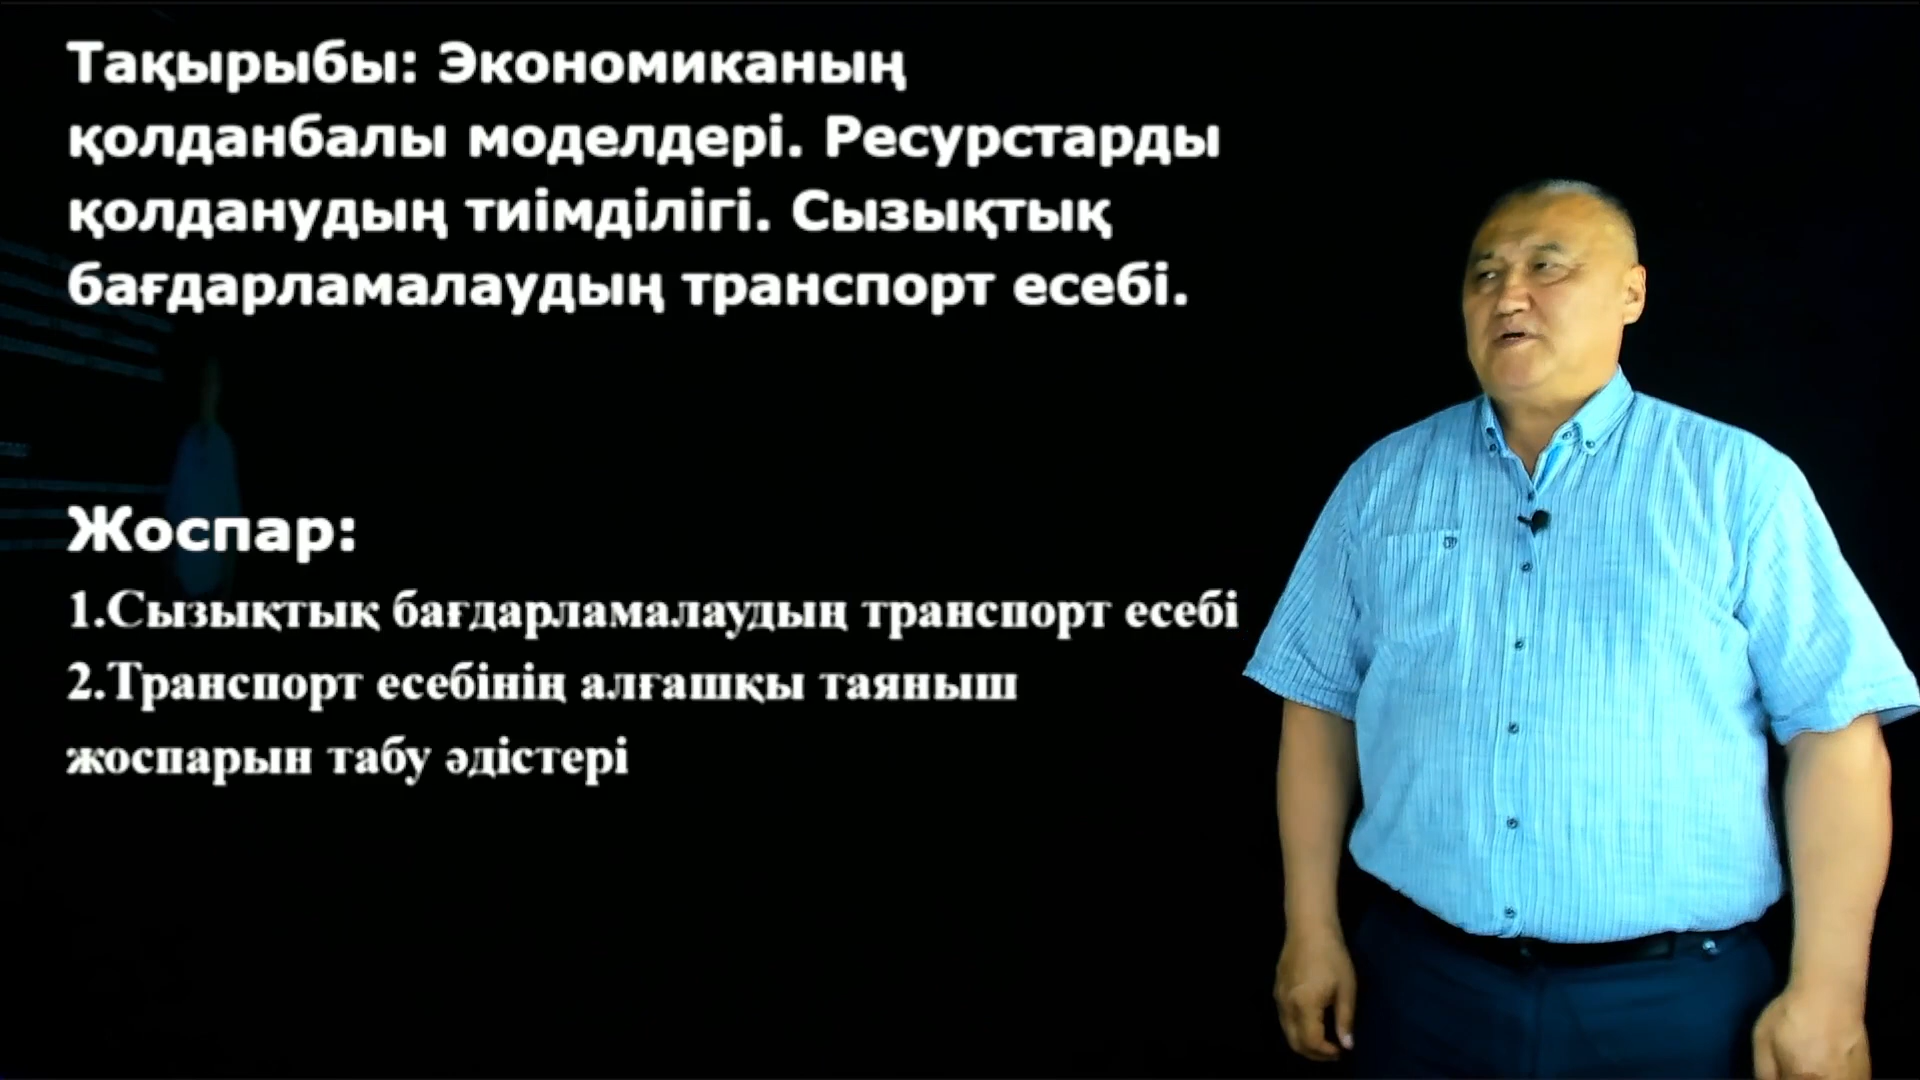 Тақырыбы: Экономиканың
қолданбалы моделдері. Ресурстарды
қолданудың тиімділігі. Сызықтық
бағдарламалаудың транспорт есебі.
Жоспар:
1.Сызықтық бағдарламалаудың транспорт есебі
2.Транспорт есебінің алғашқы таяныш
жоспарын табу әдістері